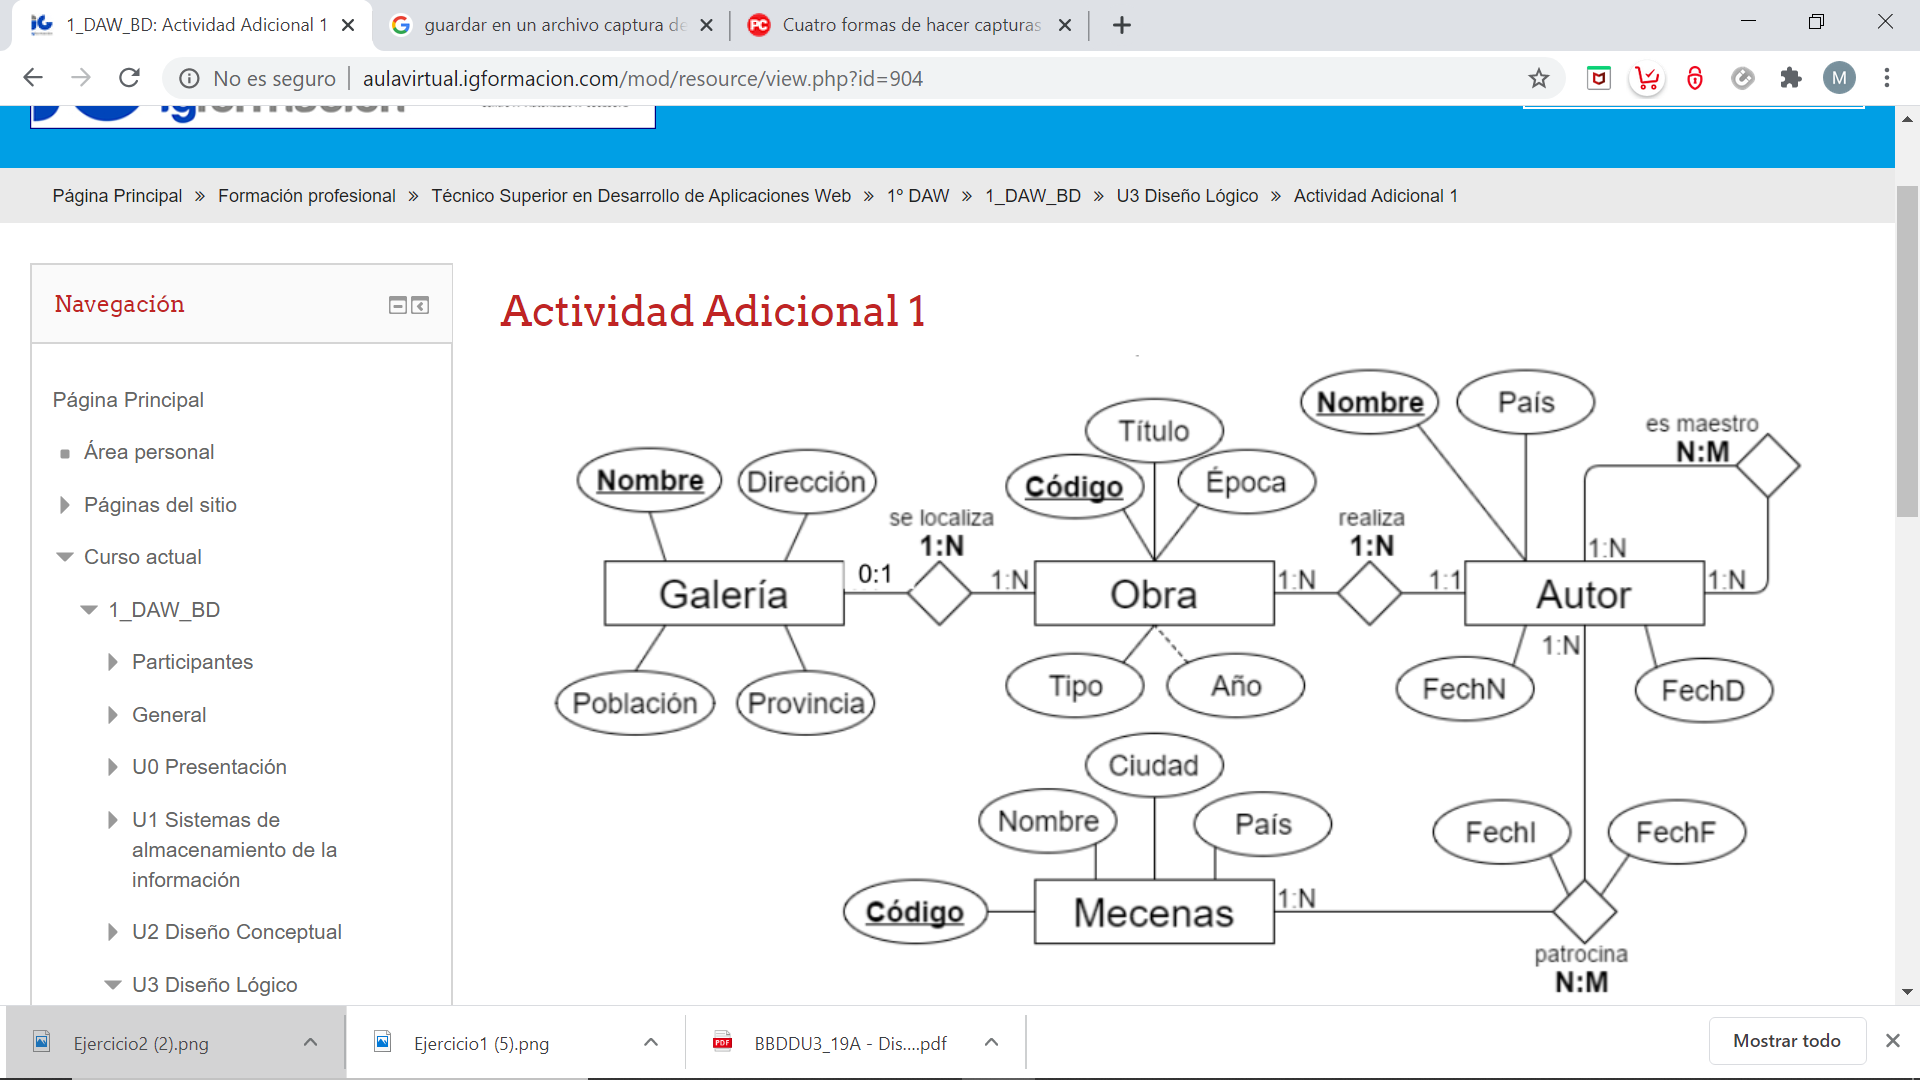 1_DAW_BD: Actividad Adicional 1
guardar en un archivo captura de
Cuatro formas de hacer capturas
No es seguro
aulavirtual.igformacion.com/mod/resource/view.php?id=904
M
Página Principal » Formación profesional » Técnico Superior en Desarrollo de Aplicaciones Web » 1º DAW » 1_DAW_BD » U3 Diseño Lógico » Actividad Adicional 1
Navegación
Página Principal
Área personal
Páginas del sitio
Curso actual
1_DAW_BD
Participantes
General
U0 Presentación
U1 Sistemas de
almacenamiento de la
información
U2 Diseño Conceptual
U3 Diseño Lógico
Actividad Adicional 1
Nombre
Dirección
Galería
Población
Provincia
se localiza
1:N
0:1
1:N
Título
Código
Época
Obra
Tipo
Año
realiza
1:N
1:N
1:1
Nombre
País
Autor
FechN
FechD
es maestro
N:M
1:N
1:N
1:N
Ciudad
Nombre
País
Código
Mecenas
1:N
FechI
FechF
patrocina
N:M
Ejercicio2 (2).png
Ejercicio1 (5).png
PDF
BBDDU3_19A - Dis....pdf
Mostrar todo